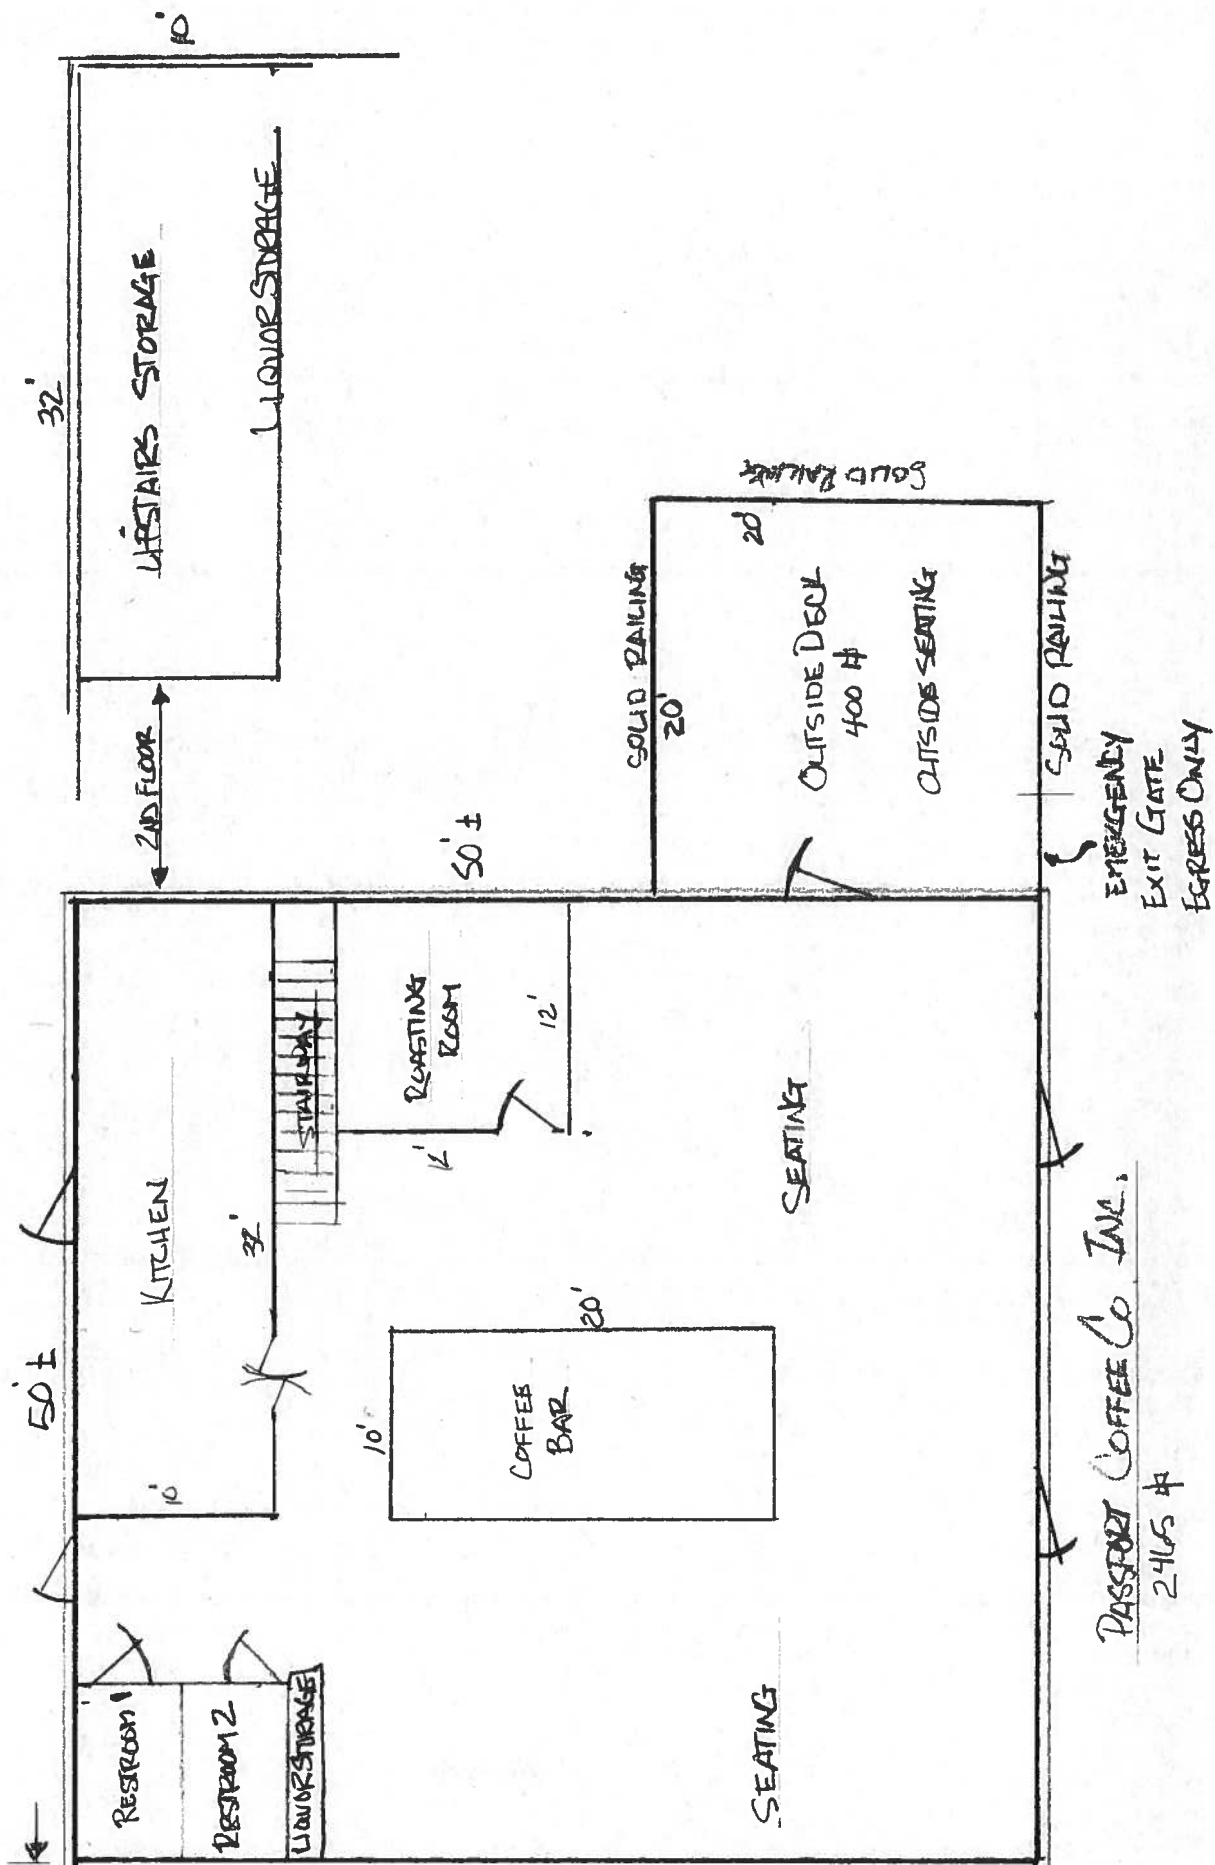 32'
10'
UPSTAIRS STORAGE
LIQUOR STORAGE
2ND FLOOR
50' ±
50' ±
RESTROOM 1
RESTROOM 2
LIQUOR STORAGE
10'
KITCHEN
32'
STAIRWAY
ROASTING
ROOM
12'
12'
10'
COFFEE
BAR
20'
SEATING
SEATING
SOLID RAILING
20'
20'
SOLID RAILING
OUTSIDE DECK
400 #
OUTSIDE SEATING
SOLID RAILING
EMERGENCY
EXIT GATE
EGRESS ONLY
PASSPORT COFFEE CO INC.
2465 #